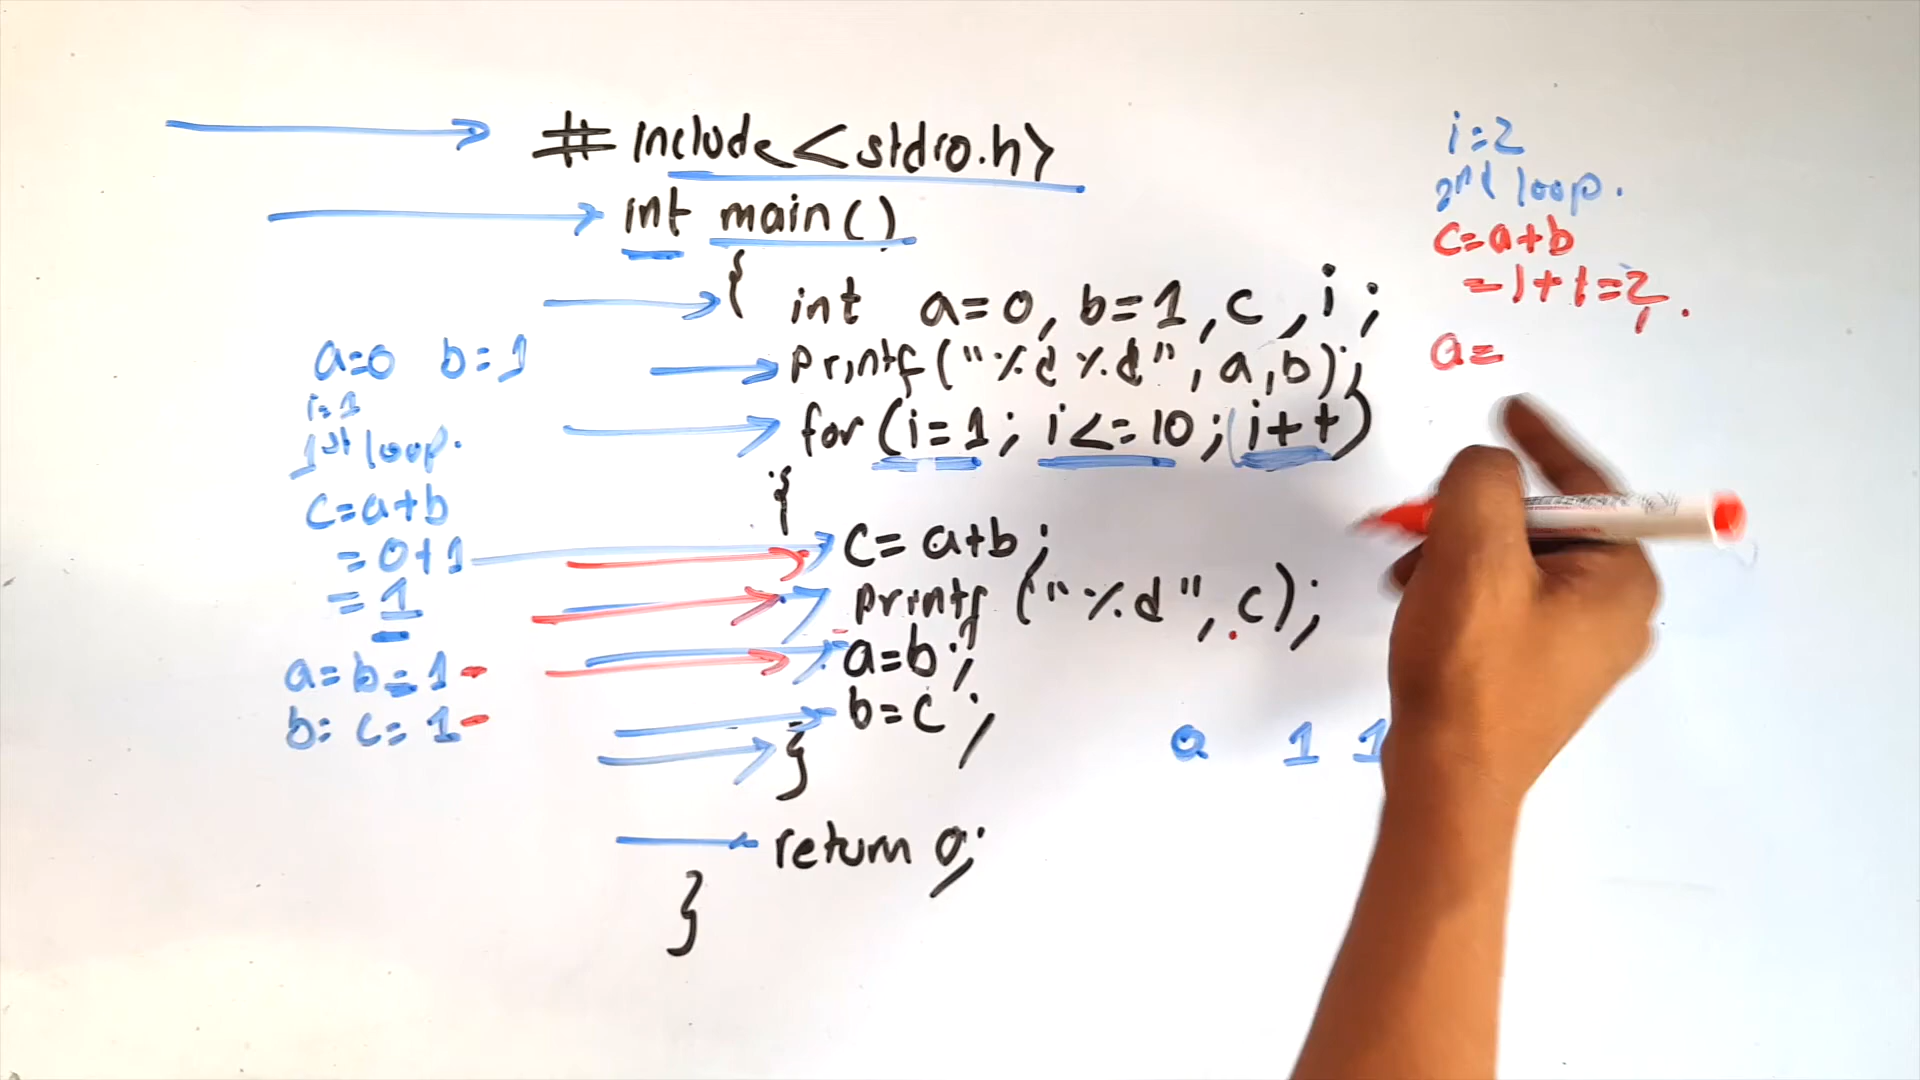 # include<stdio.h>
int main()
{ int a=0, b=1, c, i;
printf("%d %d", a,b);
for (i=1; i<=10; i++)
{
c=a+b;
printf ("%d", c);
a=b;
b=c;
}
return 0;
}
a=0 b=1
i=1
1st loop.
c=a+b
=0+1
=1
a=b=1-
b=c=1-
i=2
2nd loop.
c=a+b
=1+1=2.
a=
0 1 1